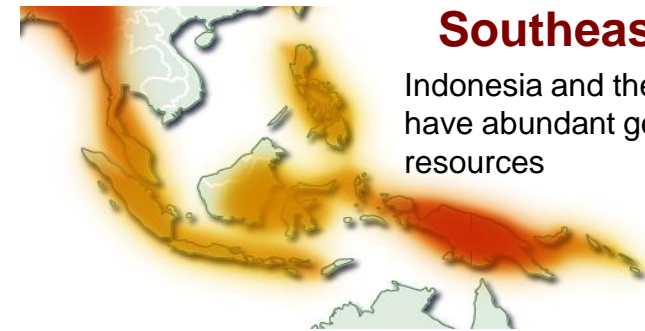 Southeas
Indonesia and the
have abundant ge
resources